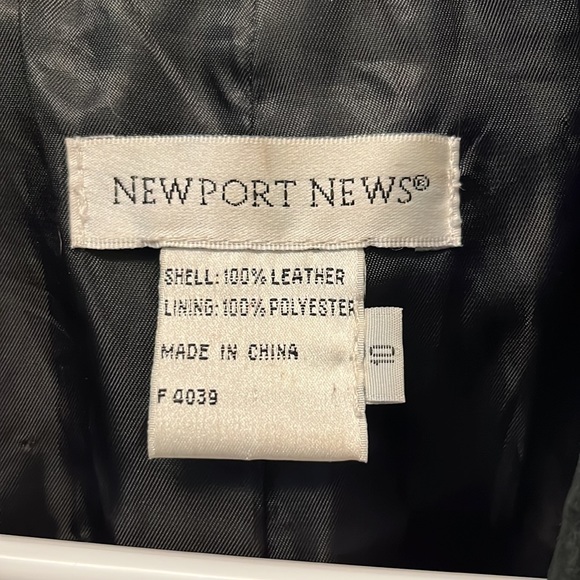 NEWPORT NEWS®
SHELL: 100% LEATHER
LINING: 100% POLYESTER
MADE IN CHINA
F 4039
10